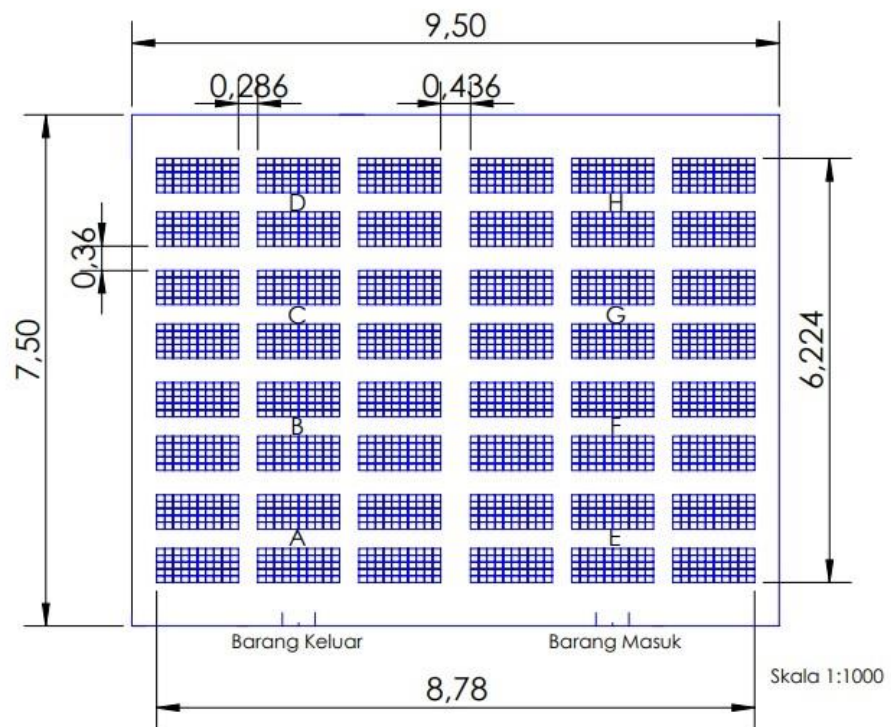 9,50
0,286 0,436
D H
0,36
C G
7,50 6,224
B F
A E
Barang Keluar Barang Masuk
Skala 1:1000
8,78